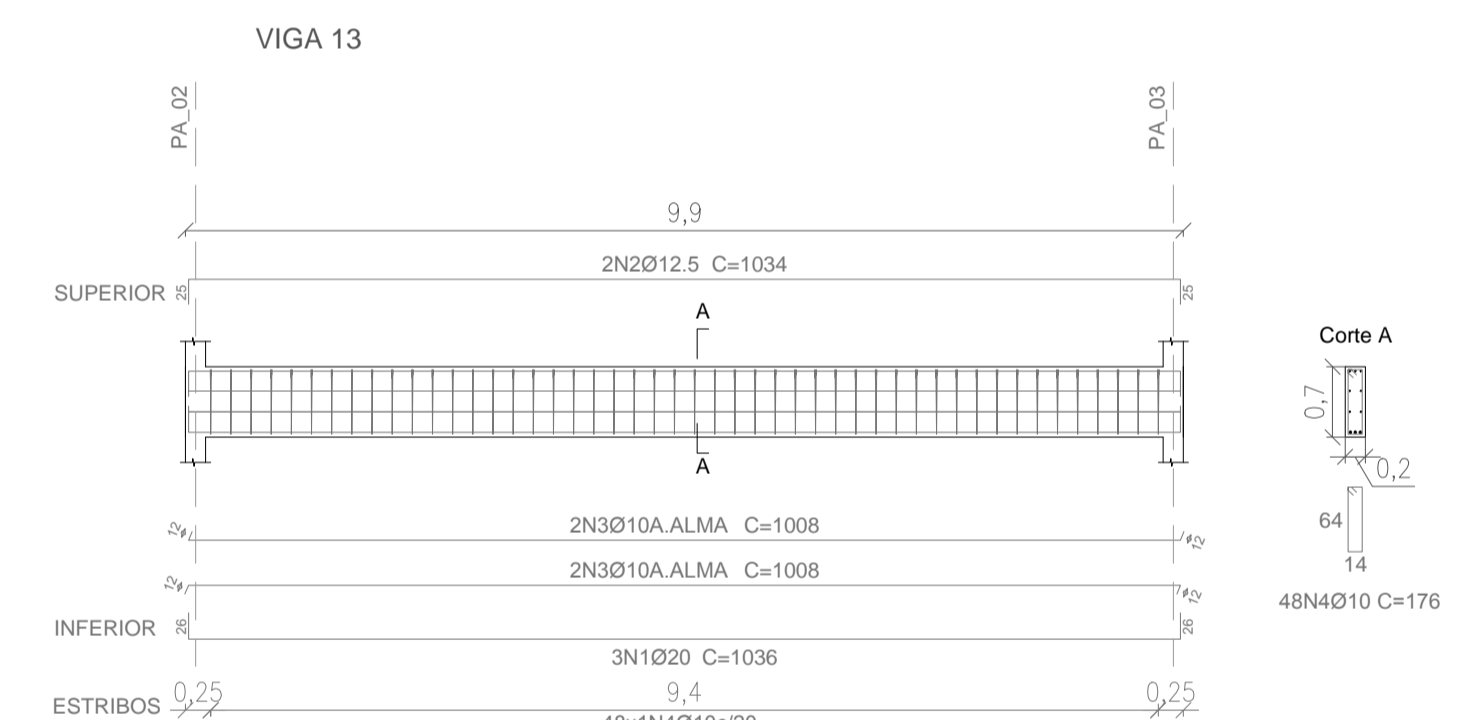 VIGA 13
PA_02
PA_03
9,9
2N2Ø12.5 C=1034
SUPERIOR
25
25
A
Corte A
0,7
A
0,2
12
2N3Ø10A.ALMA C=1008
12
64
2N3Ø10A.ALMA C=1008
14
12
12
48N4Ø10 C=176
INFERIOR
26
26
3N1Ø20 C=1036
ESTRIBOS
0,25
9,4
0,25